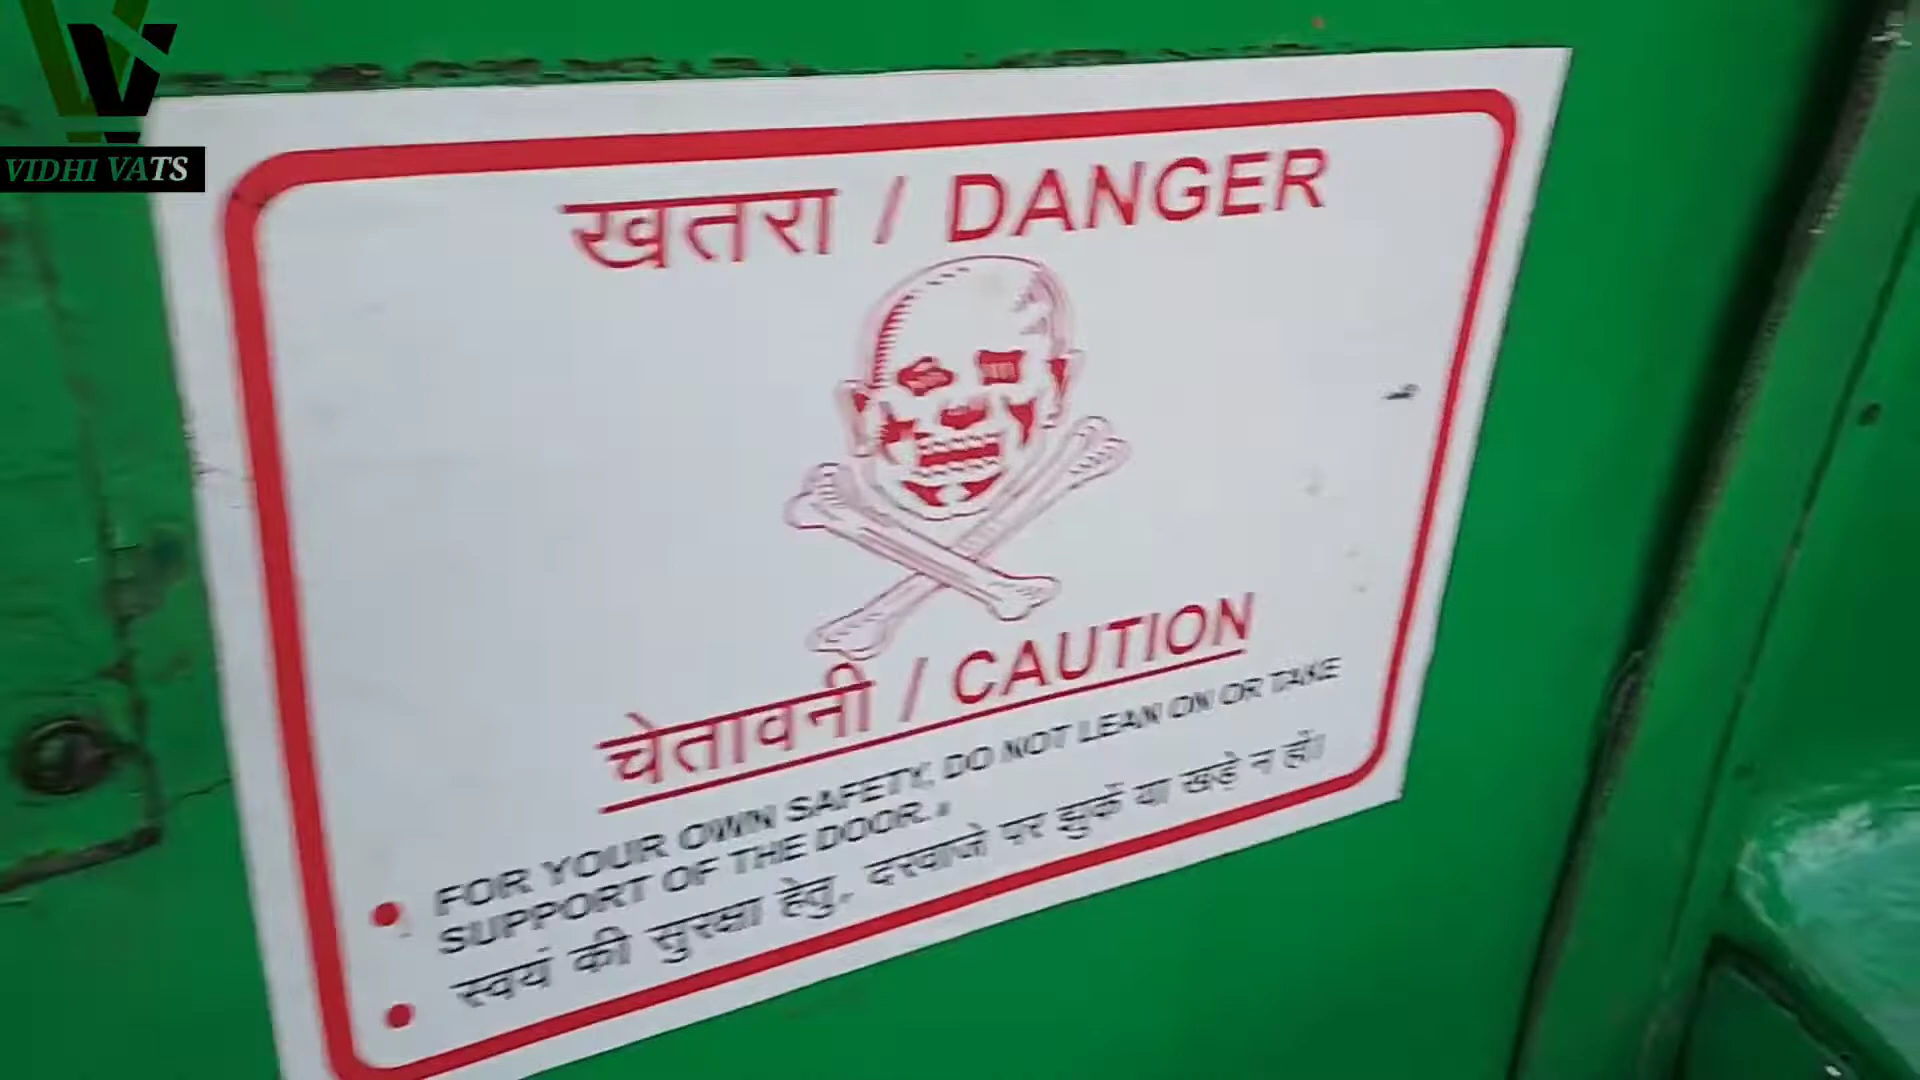 VIDHI VATS
खतरा / DANGER
चेतावनी / CAUTION
FOR YOUR OWN SAFETY, DO NOT LEAN ON OR TAKE
SUPPORT OF THE DOOR.
स्वयं की सुरक्षा हेतु, दरवाजे पर झुकें या खड़े न हों।